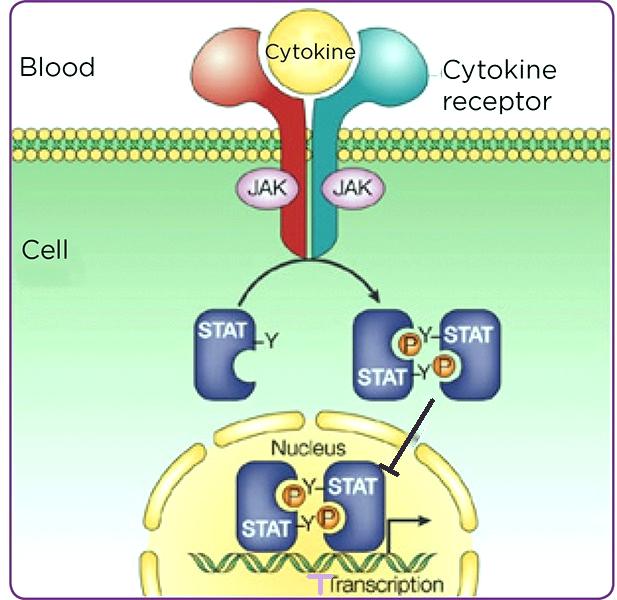 Cytokine
Blood
Cytokine
receptor
JAK
JAK
Cell
STAT
Y
P
Y
STAT
STAT
Y
P
Nucleus
P
Y
STAT
STAT
Y
P
Transcription